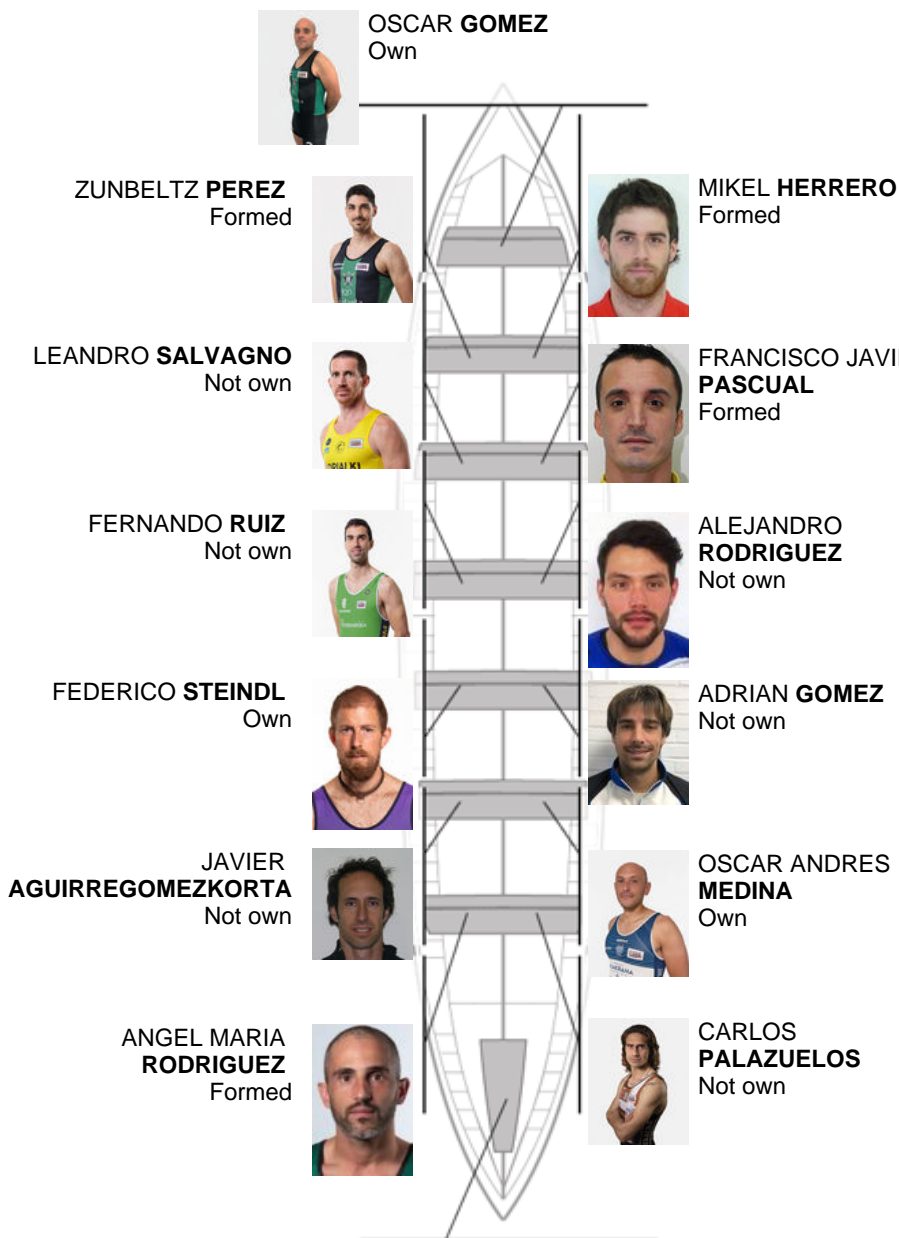 OSCAR GOMEZ
Own
ZUNBELTZ PEREZ
Formed
MIKEL HERRERO
Formed
LEANDRO SALVAGNO
Not own
FRANCISCO
PASCUAL
Formed
FERNANDO RUIZ
Not own
ALEJANDRO
RODRIGUEZ
Not own
FEDERICO STEINDL
Own
ADRIAN GOMEZ
Not own
JAVIER
AGUIRREGOMEZKORTA
Not own
OSCAR ANDRES
MEDINA
Own
ANGEL MARIA
RODRIGUEZ
Formed
CARLOS
PALAZUELOS
Not own